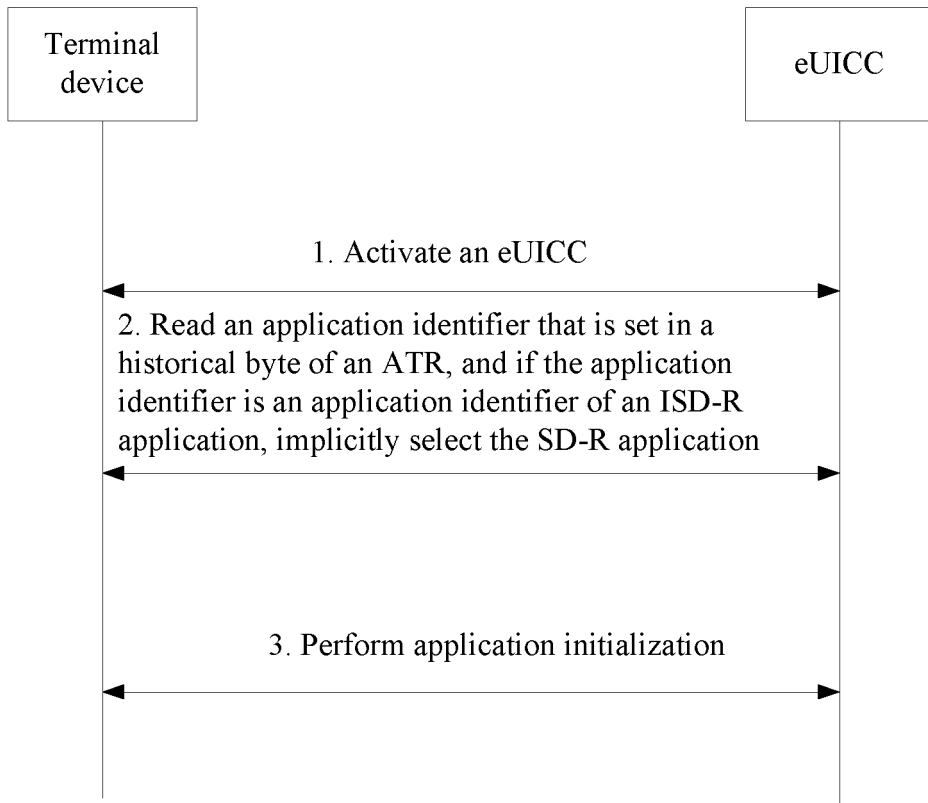 Terminal
device
eUICC
1. Activate an eUICC
2. Read an application identifier that is set in a
historical byte of an ATR, and if the application
identifier is an application identifier of an ISD-R
application, implicitly select the SD-R application
3. Perform application initialization